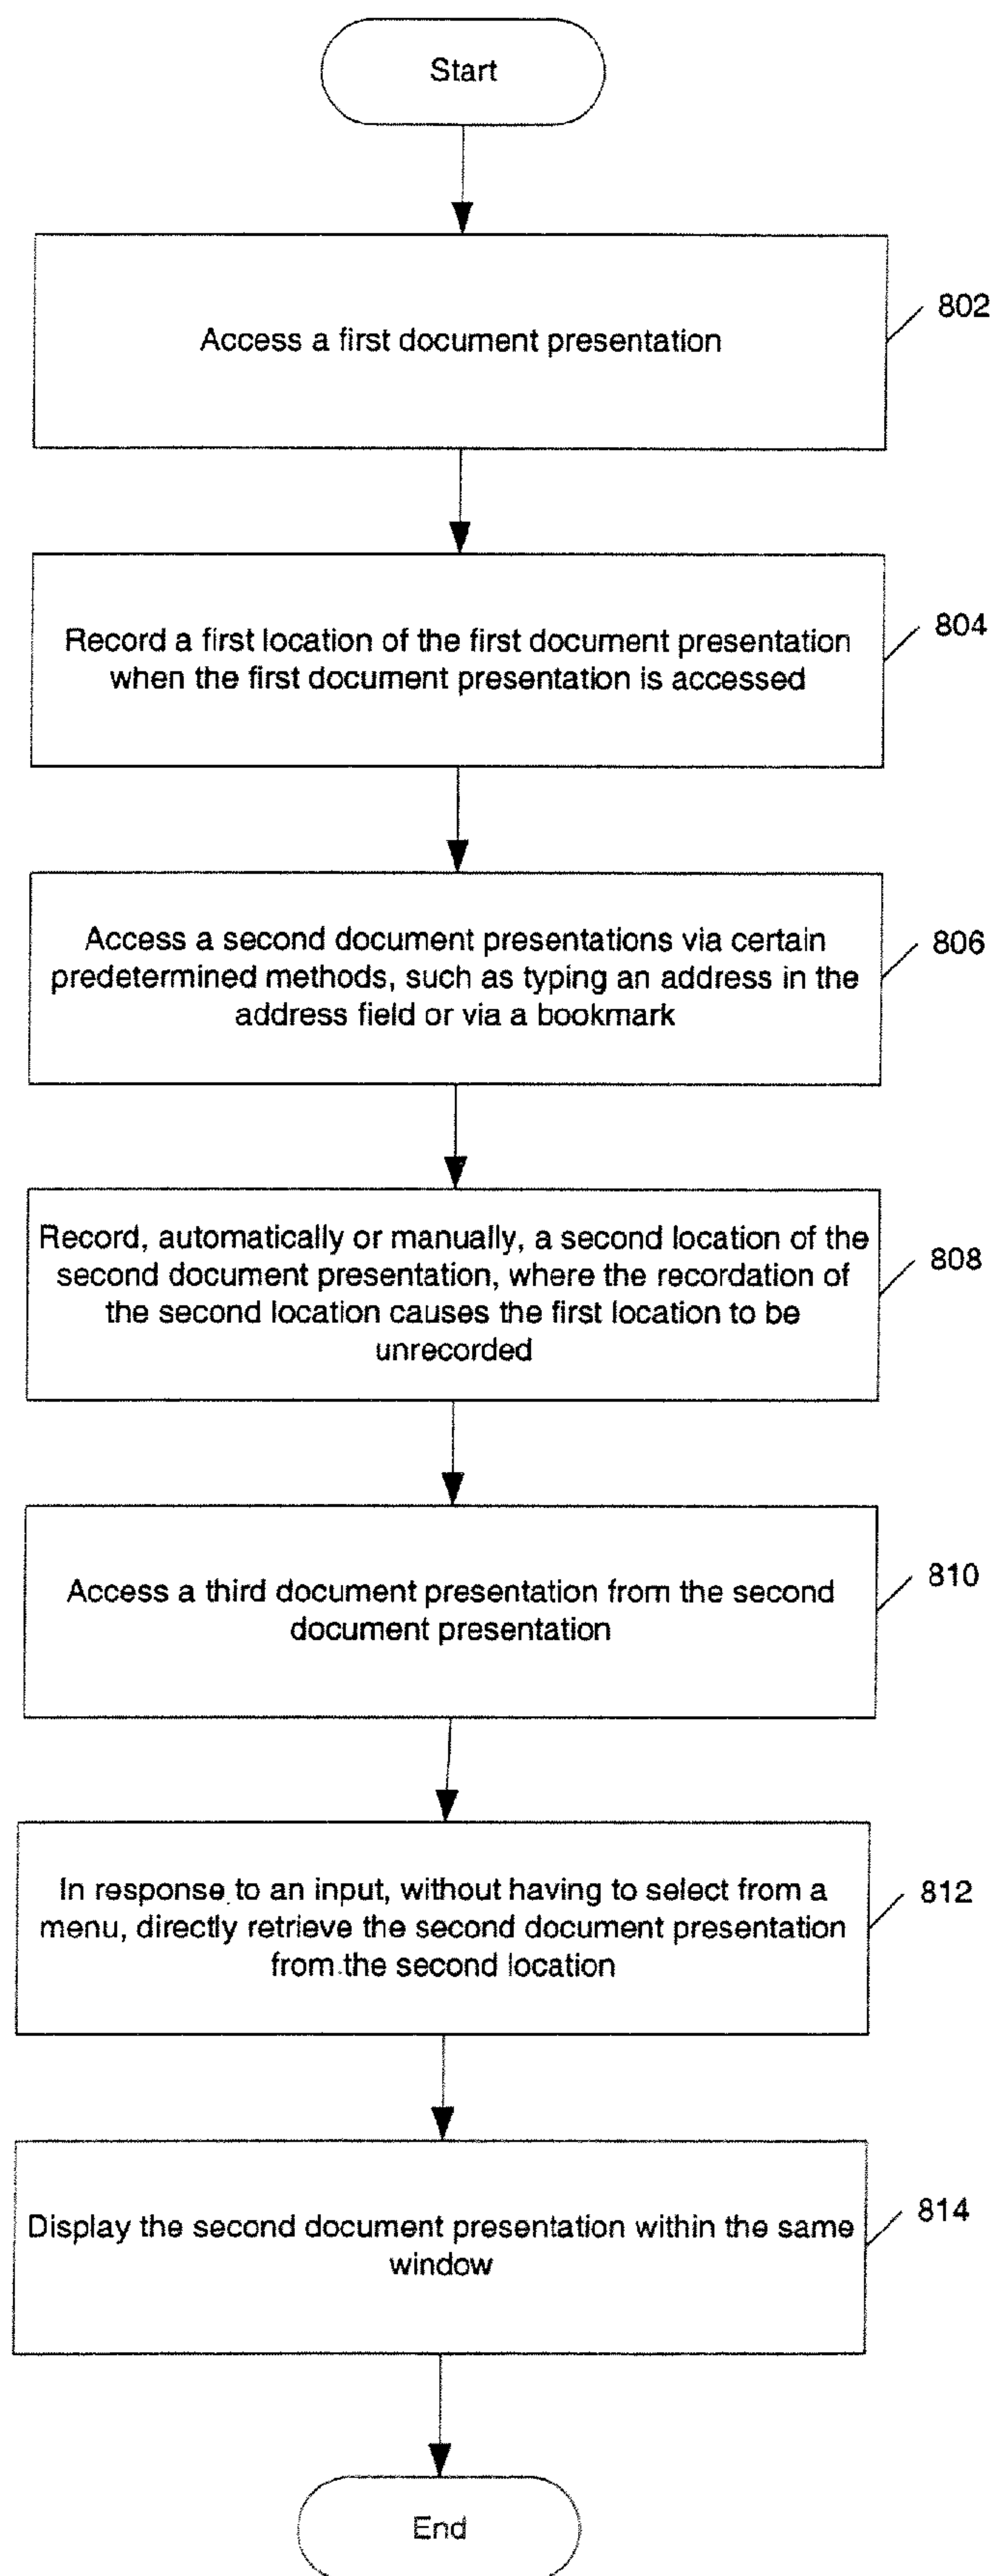 Start
Access a first document presentation
802
Record a first location of the first document presentation
when the first document presentation is accessed
804
Access a second document presentations via certain
predetermined methods, such as typing an address in the
address field or via a bookmark
806
Record, automatically or manually, a second location of the
second document presentation, where the recordation of
the second location causes the first location to be
unrecorded
808
Access a third document presentation from the second
document presentation
810
In response to an input, without having to select from a
menu, directly retrieve the second document presentation
from the second location
812
Display the second document presentation within the same
window
814
End